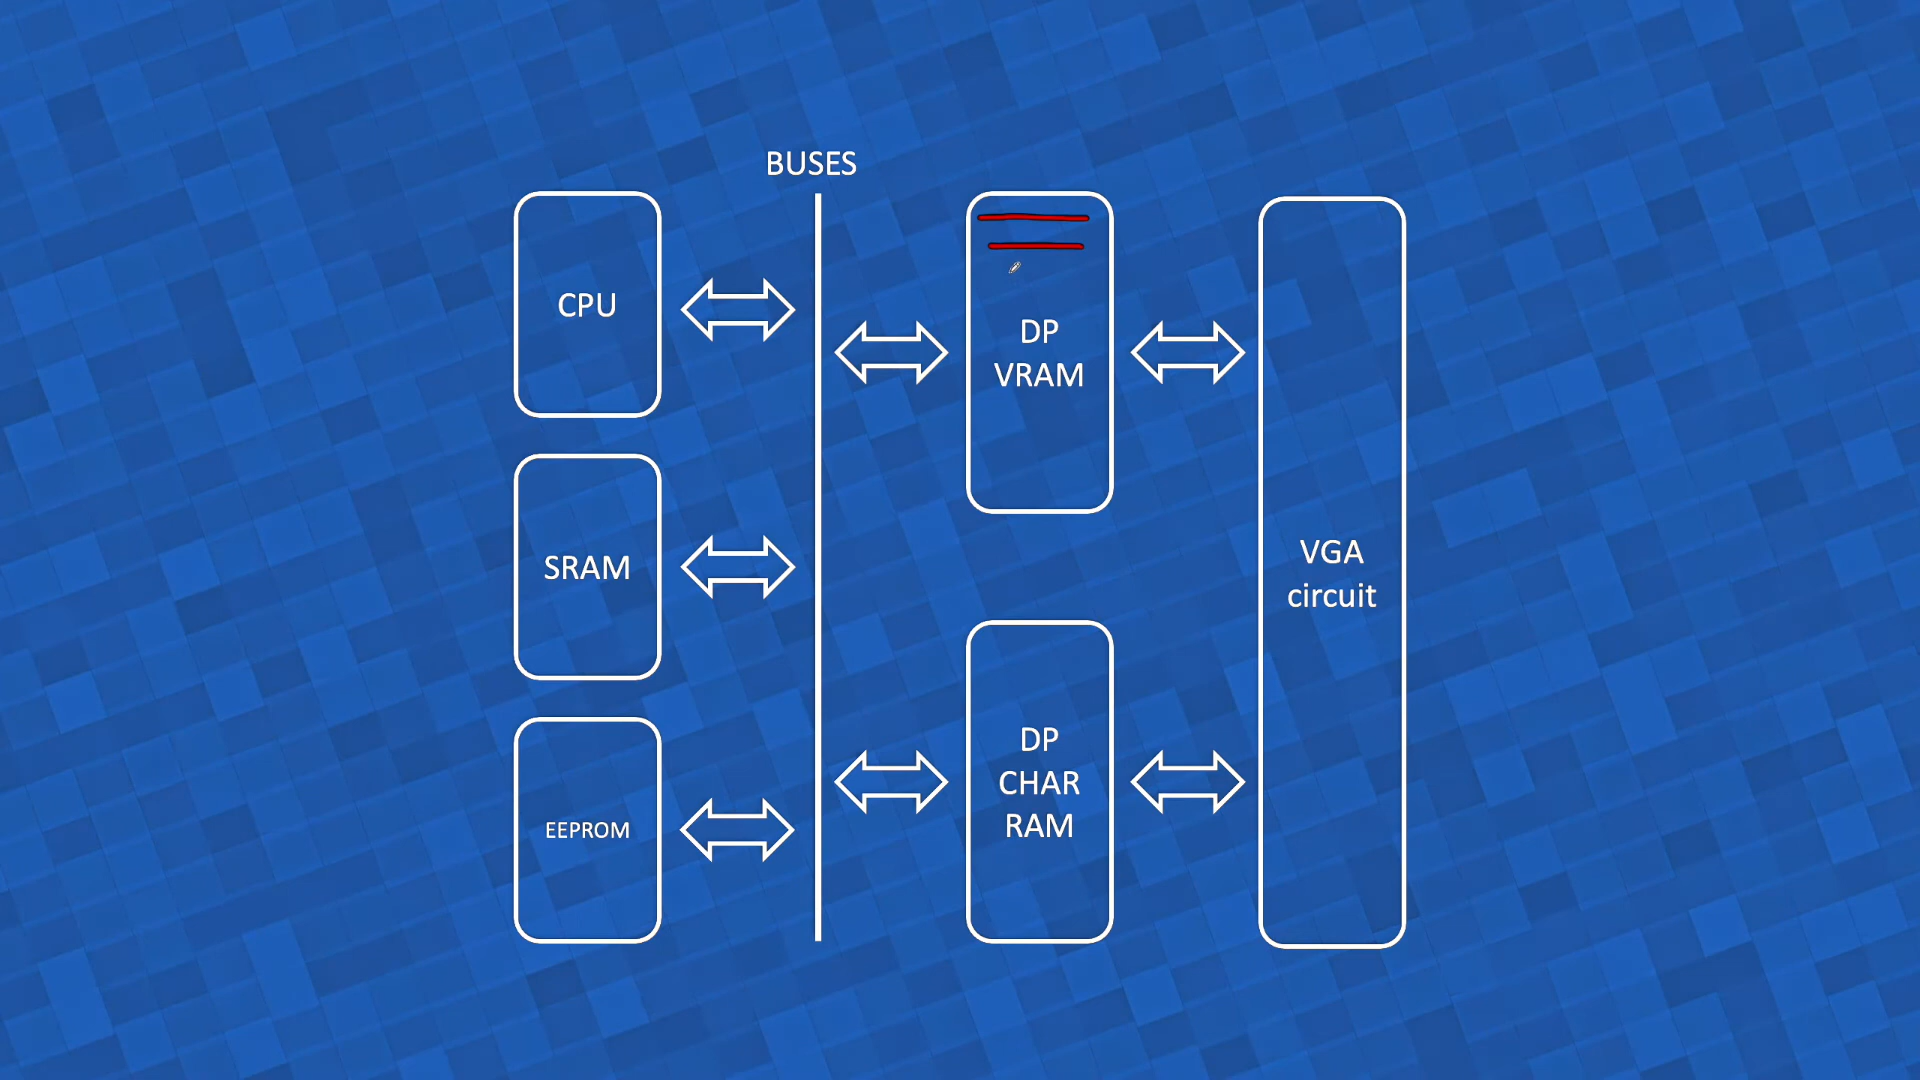 BUSES
CPU
SRAM
EEPROM
DP
VRAM
DP
CHAR
RAM
VGA
circuit